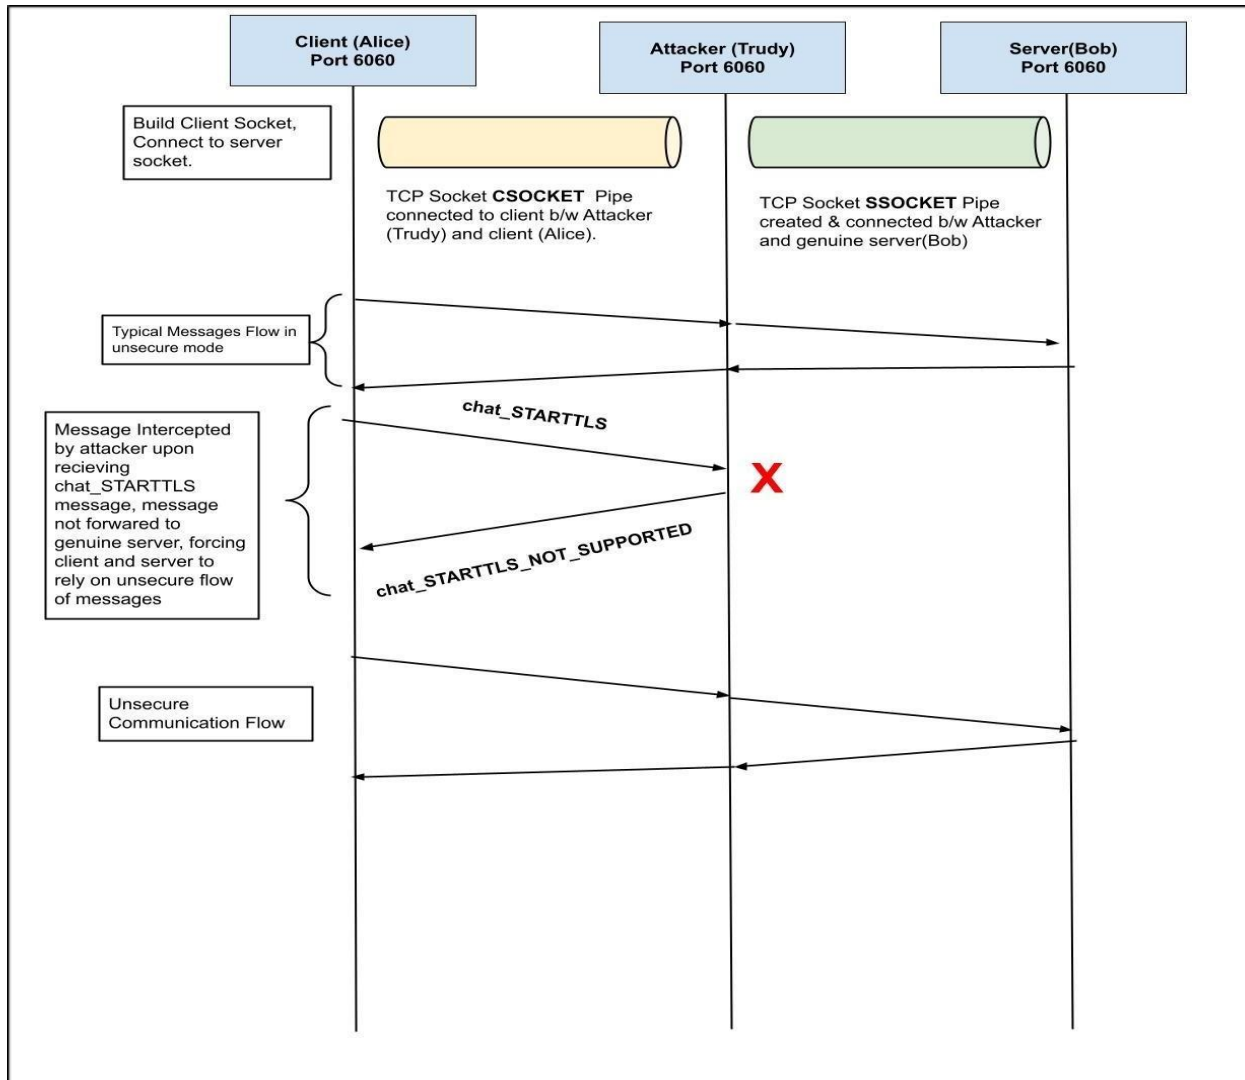 Client (Alice)
Port 6060
Attacker (Trudy)
Port 6060
Server(Bob)
Port 6060
Build Client Socket,
Connect to server
socket.
TCP Socket CSOCKET Pipe
connected to client b/w Attacker
(Trudy) and client (Alice).
TCP Socket SSOCKET Pipe
created & connected b/w Attacker
and genuine server(Bob)
Typical Messages Flow in
unsecure mode
chat_STARTTLS
Message Intercepted
by attacker upon
recieving
chat_STARTTLS
message, message
not forwared to
genuine server, forcing
client and server to
rely on unsecure flow
of messages
X
chat_STARTTLS_NOT_SUPPORTED
Unsecure
Communication Flow